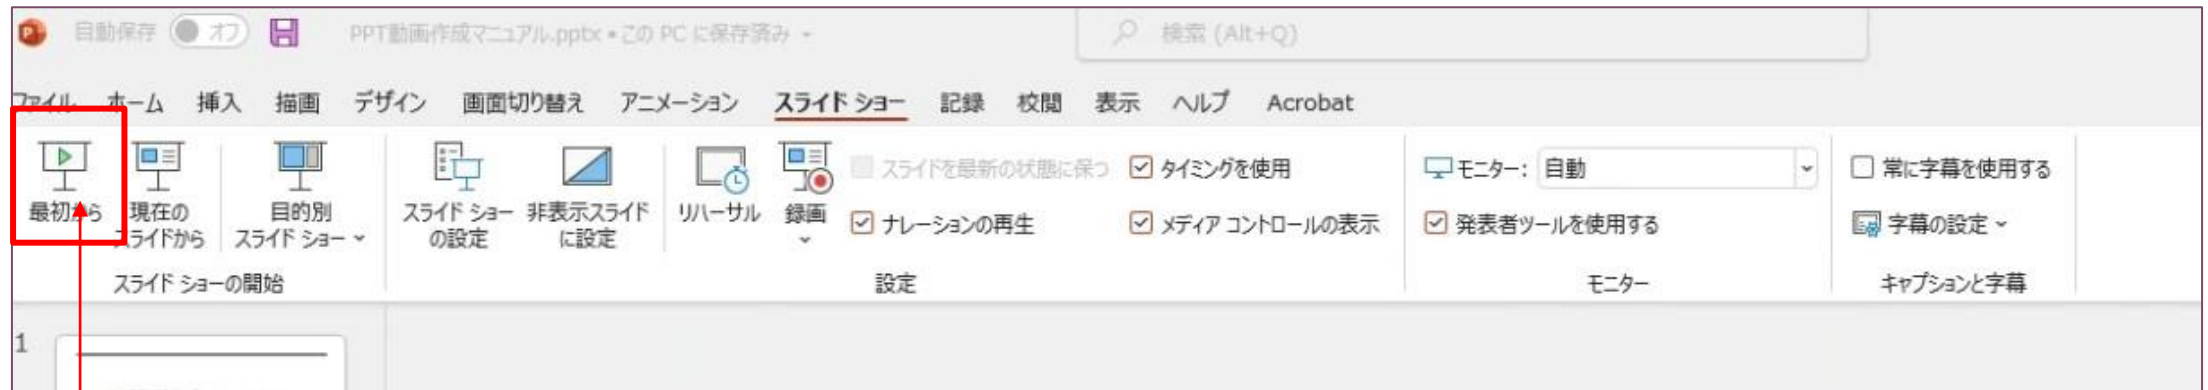 自動保存 オフ PPT動画作成マニュアル.pptx • この PC に保存済み 検索 (Alt+Q)
ファイル ホーム 挿入 描画 デザイン 画面切り替え アニメーション スライド ショー 記録 校閲 表示 ヘルプ Acrobat
最初から
現在の
スライドから
目的別
スライド ショー
スライド ショーの開始
スライド ショー
の設定
非表示スライド
に設定
リハーサル
録画
スライドを最新の状態に保つ
ナレーションの再生
タイミングを使用
メディア コントロールの表示
設定
モニター: 自動
発表者ツールを使用する
モニター
常に字幕を使用する
字幕の設定
キャプションと字幕
1